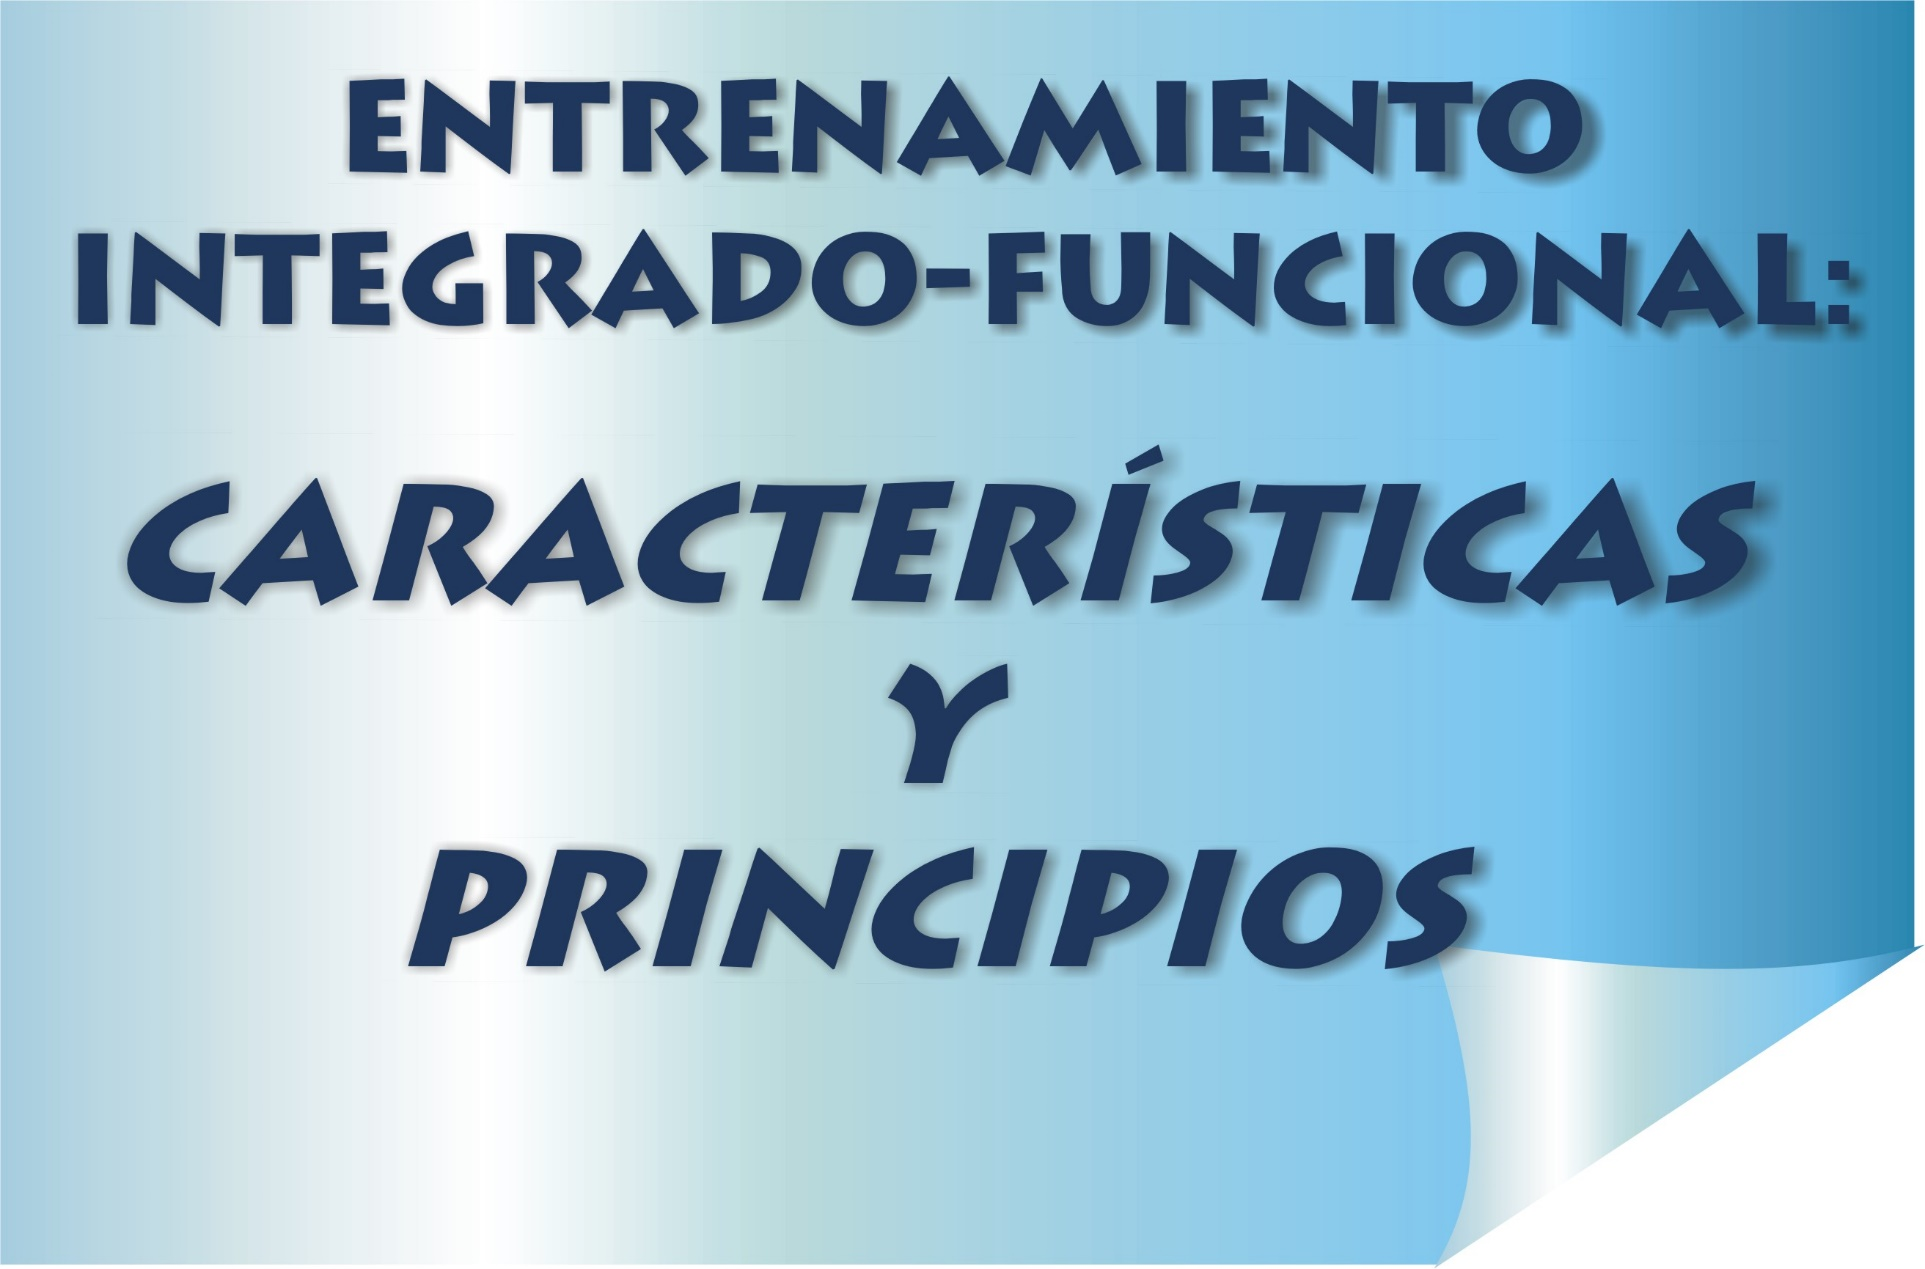 ENTRENAMIENTO
INTEGRADO-FUNCIONAL:
CARACTERÍSTICAS
Y
PRINCIPIOS